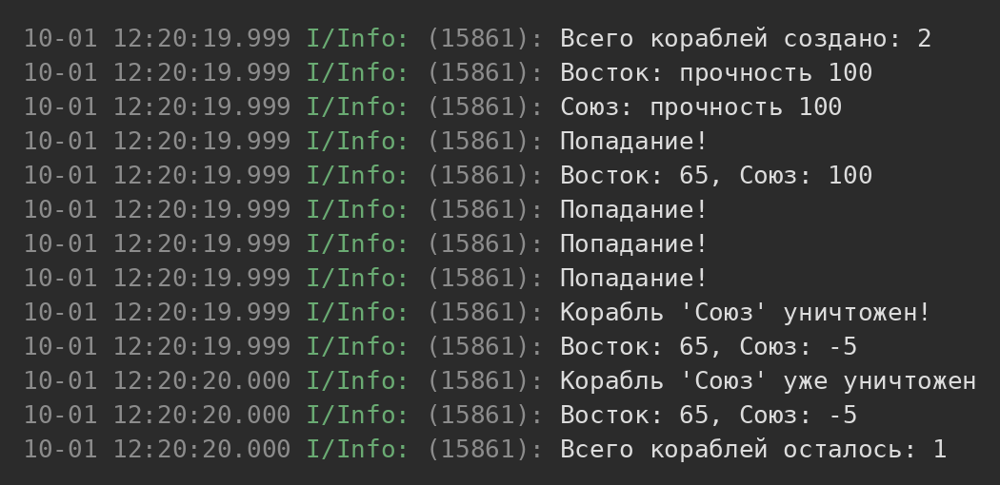 10-01 12:20:19.999 I/Info: (15861): Всего кораблей создано: 2
10-01 12:20:19.999 I/Info: (15861): Восток: прочность 100
10-01 12:20:19.999 I/Info: (15861): Союз: прочность 100
10-01 12:20:19.999 I/Info: (15861): Попадание!
10-01 12:20:19.999 I/Info: (15861): Восток: 65, Союз: 100
10-01 12:20:19.999 I/Info: (15861): Попадание!
10-01 12:20:19.999 I/Info: (15861): Попадание!
10-01 12:20:19.999 I/Info: (15861): Попадание!
10-01 12:20:19.999 I/Info: (15861): Корабль 'Союз' уничтожен!
10-01 12:20:19.999 I/Info: (15861): Восток: 65, Союз: -5
10-01 12:20:20.000 I/Info: (15861): Корабль 'Союз' уже уничтожен
10-01 12:20:20.000 I/Info: (15861): Восток: 65, Союз: -5
10-01 12:20:20.000 I/Info: (15861): Всего кораблей осталось: 1